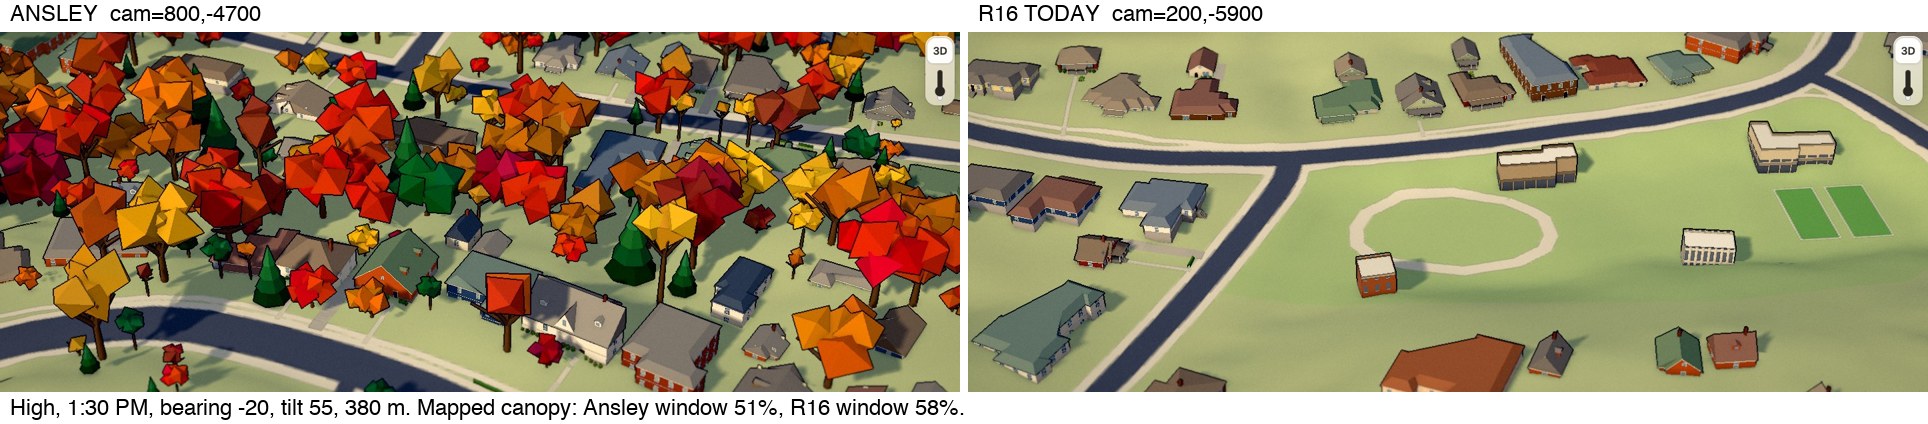 ANSLEY cam=800,-4700
R16 TODAY cam=200,-5900
3D
3D
High, 1:30 PM, bearing -20, tilt 55, 380 m. Mapped canopy: Ansley window 51%, R16 window 58%.